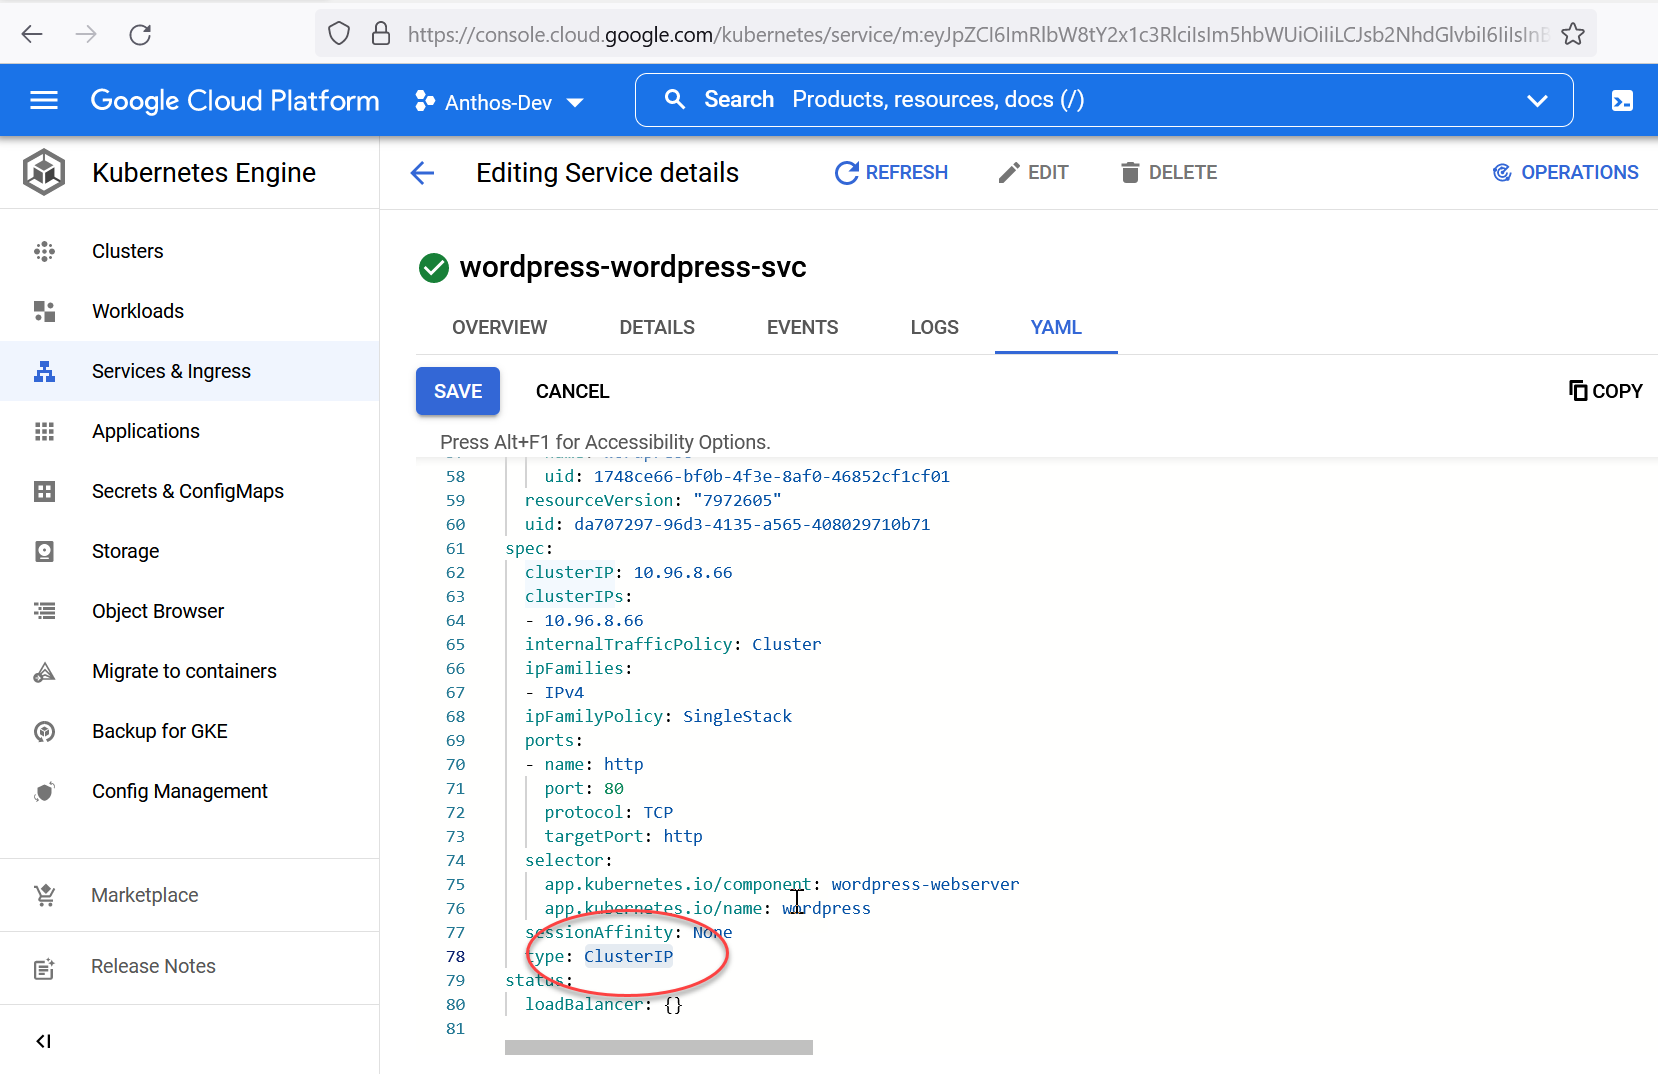 https://console.cloud.google.com/kubernetes/service/m:
Google Cloud Platform
Anthos-Dev
Search Products, resources, docs (/)
Kubernetes Engine
Editing Service details
REFRESH
EDIT
DELETE
OPERATIONS
Clusters
Workloads
Services & Ingress
Applications
Secrets & ConfigMaps
Storage
Object Browser
Migrate to containers
Backup for GKE
Config Management
Marketplace
Release Notes
wordpress-wordpress-svc
OVERVIEW
DETAILS
EVENTS
LOGS
YAML
SAVE
CANCEL
COPY
Press Alt+F1 for Accessibility Options.
58 uid: 1748ce66-bf0b-4f3e-8af0-46852cf1cf01
59 resourceVersion: "7972605"
60 uid: da707297-96d3-4135-a565-408029710b71
61 spec:
62 clusterIP: 10.96.8.66
63 clusterIPs:
64 - 10.96.8.66
65 internalTrafficPolicy: Cluster
66 ipFamilies:
67 - IPv4
68 ipFamilyPolicy: SingleStack
69 ports:
70 - name: http
71 port: 80
72 protocol: TCP
73 targetPort: http
74 selector:
75 app.kubernetes.io/component: wordpress-webserver
76 app.kubernetes.io/name: wordpress
77 sessionAffinity: None
78 type: ClusterIP
79 status:
80 loadBalancer: {}
81